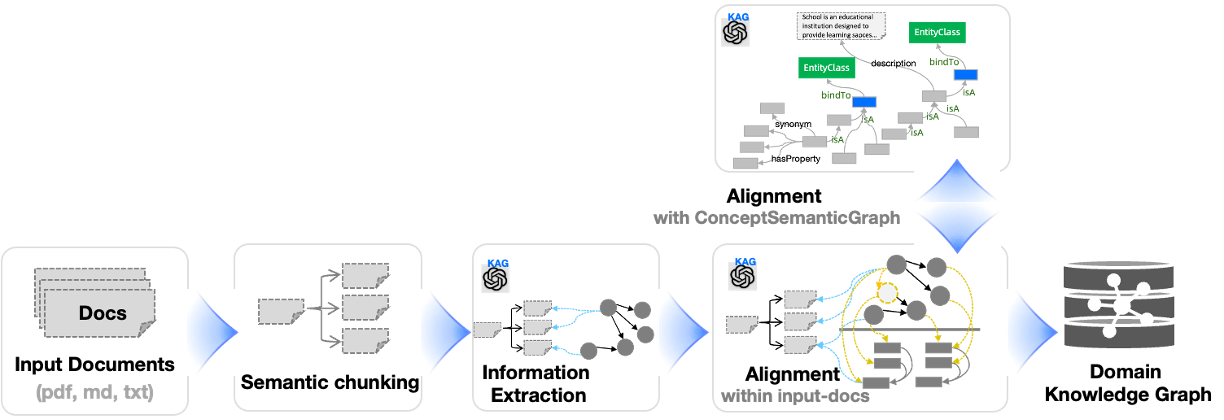 KAG
School is an educational
institution designed to
provide learning sapces...
EntityClass
EntityClass
description
bindTo
bindTo
isA
isA
synonym
isA
isA
isA
isA
hasProperty
Alignment
with ConceptSemanticGraph
Docs
Input Documents
(pdf, md, txt)
Semantic chunking
KAG
Information
Extraction
KAG
Alignment
within input-docs
Domain
Knowledge Graph